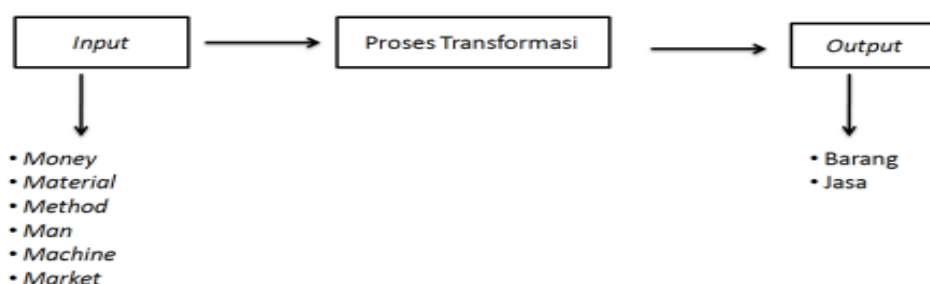 Input
Proses Transformasi
Output
• Money
• Material
• Method
• Man
• Machine
• Market
• Barang
• Jasa